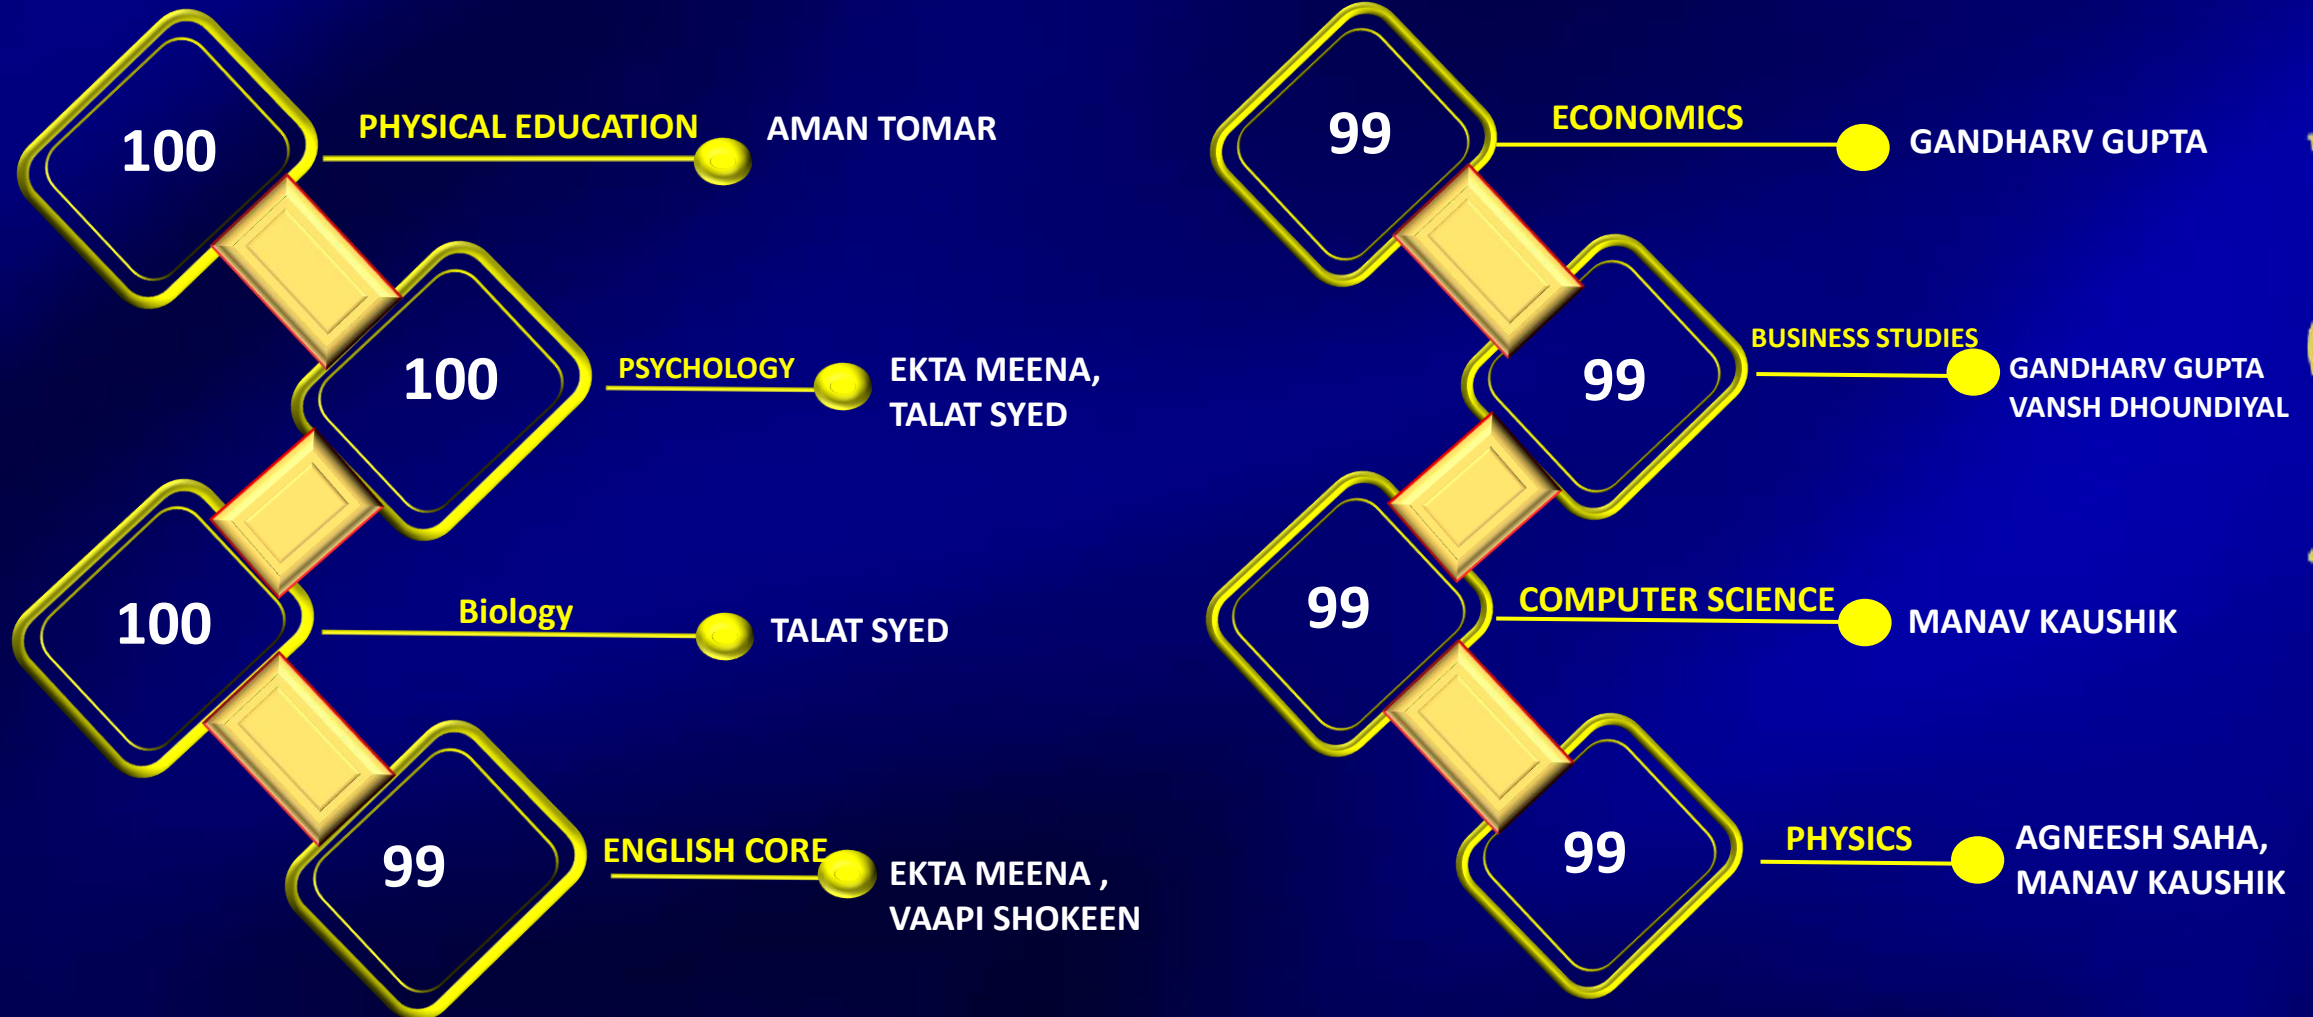 100
PHYSICAL EDUCATION
AMAN TOMAR
100
PSYCHOLOGY
EKTA MEENA,
TALAT SYED
100
Biology
TALAT SYED
99
ENGLISH CORE
EKTA MEENA ,
VAAPI SHOKEEN
99
ECONOMICS
GANDHARV GUPTA
99
BUSINESS STUDIES
GANDHARV GUPTA
VANSH DHOUNDIYAL
99
COMPUTER SCIENCE
MANAV KAUSHIK
99
PHYSICS
AGNEESH SAHA,
MANAV KAUSHIK